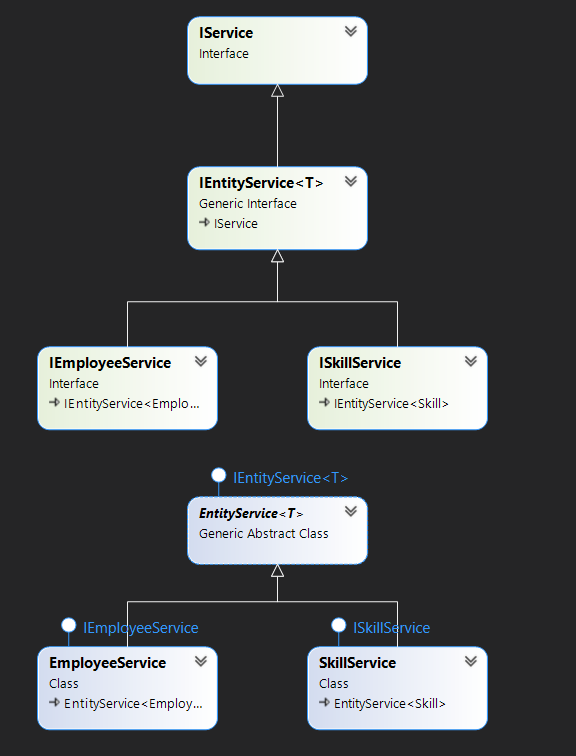 IService
Interface
IEntityService<T>
Generic Interface
IService
IEmployeeService
Interface
IEntityService<Emplo...
ISkillService
Interface
IEntityService<Skill>
IEntityService<T>
EntityService<T>
Generic Abstract Class
IEmployeeService
EmployeeService
Class
EntityService<Employ...
ISkillService
SkillService
Class
EntityService<Skill>